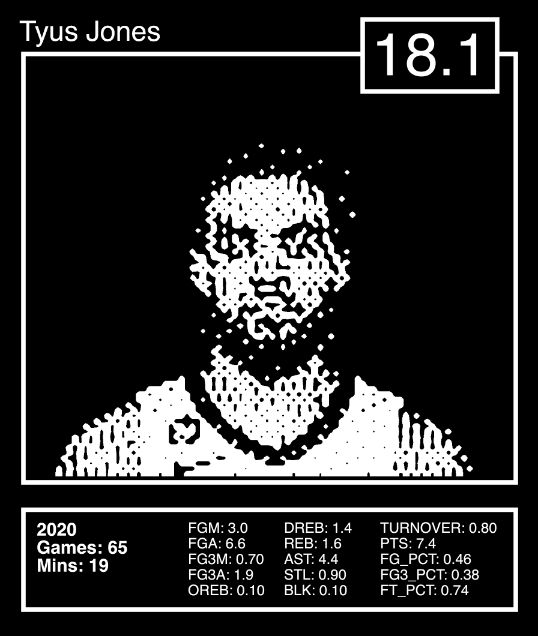 Tyus Jones
18.1
2020
Games: 65
Mins: 19
FGM: 3.0
FGA: 6.6
FG3M: 0.70
FG3A: 1.9
OREB: 0.10
DREB: 1.4
REB: 1.6
AST: 4.4
STL: 0.90
BLK: 0.10
TURNOVER: 0.80
PTS: 7.4
FG_PCT: 0.46
FG3_PCT: 0.38
FT_PCT: 0.74